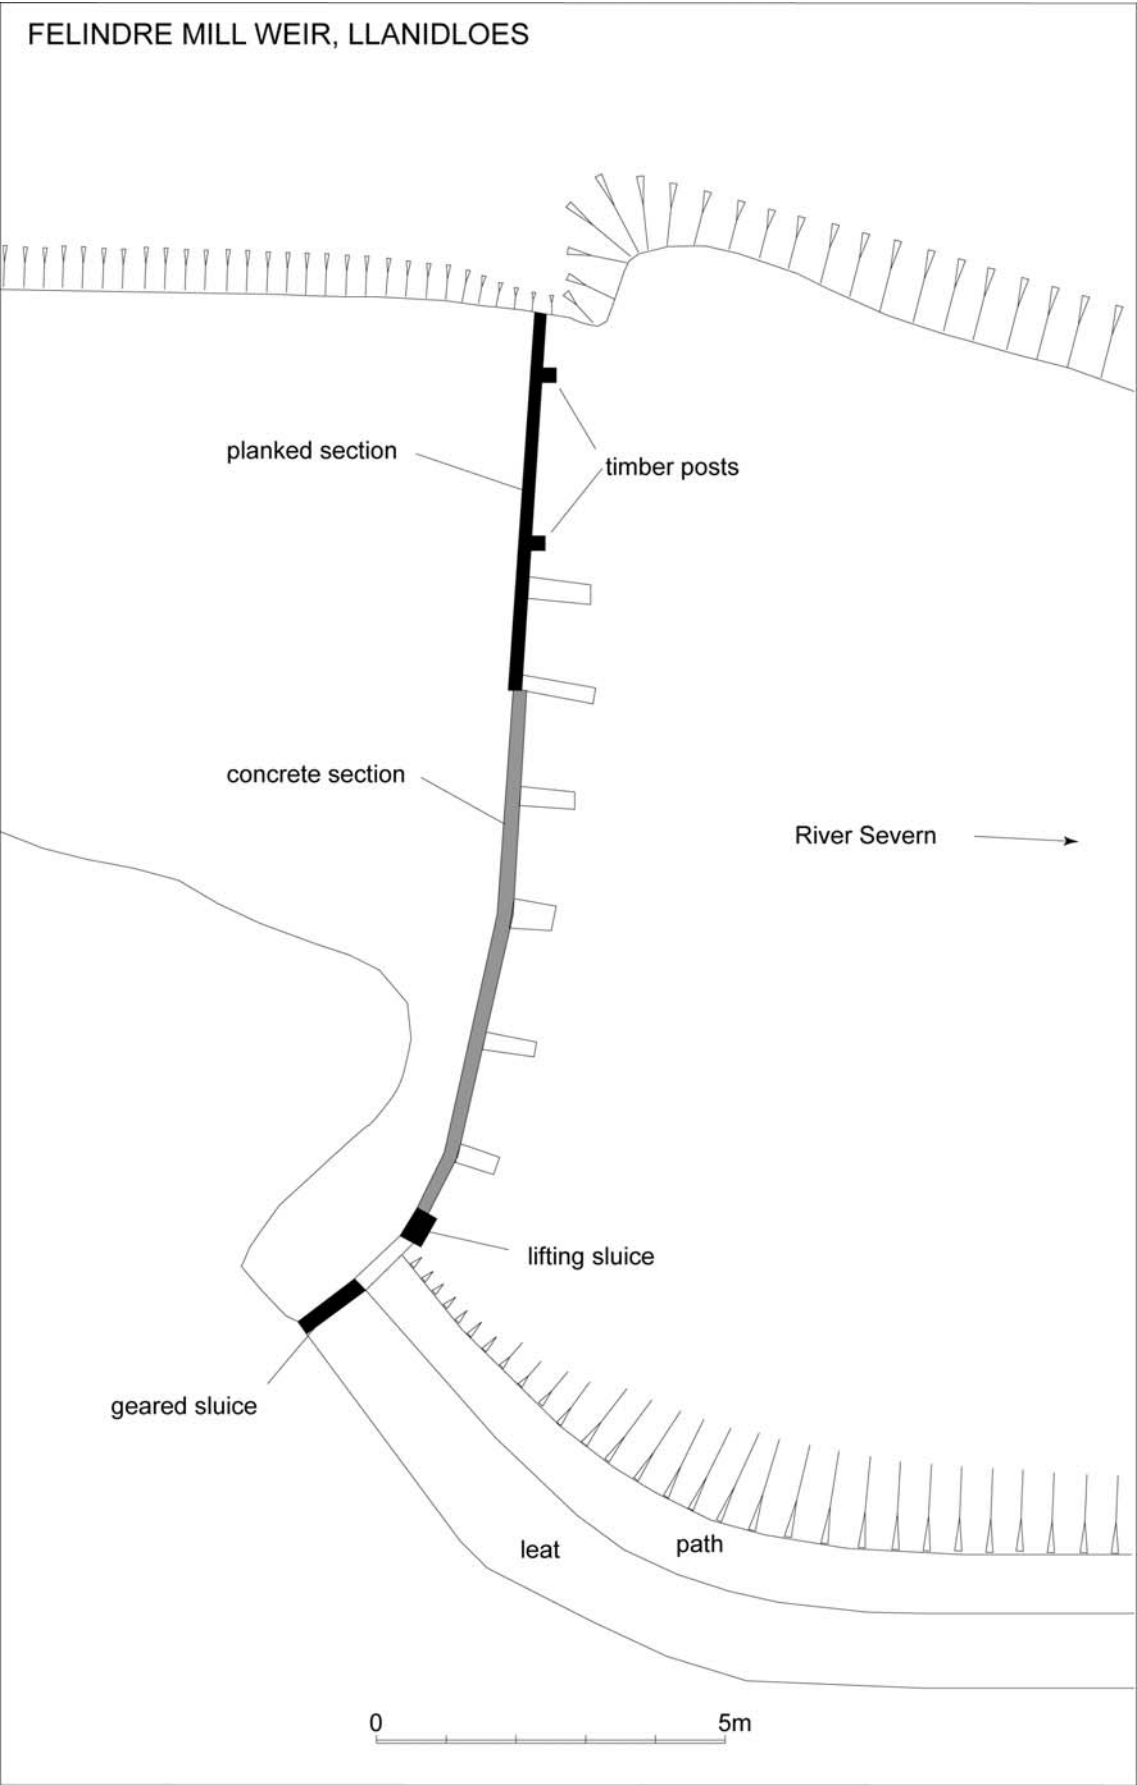 FELINDRE MILL WEIR, LLANIDLOES
planked section
timber posts
concrete section
River Severn
lifting sluice
geared sluice
leat
path
0
5m